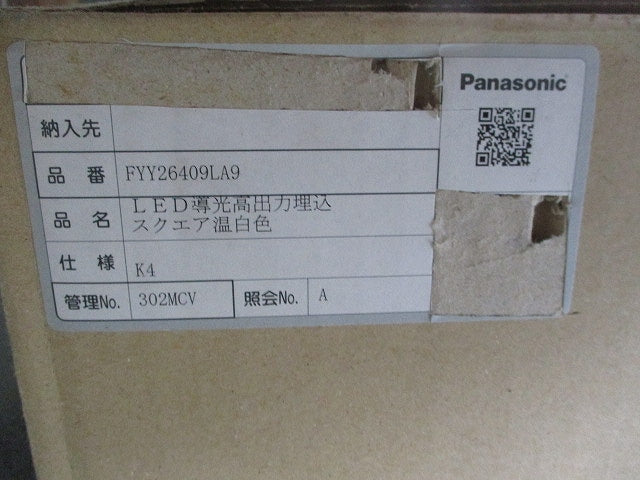 Panasonic
納入先
品番 FYY26409LA9
品名 LED導光高出力埋込
スクエア温白色
仕様 K4
管理No. 302MCV 照会No. A